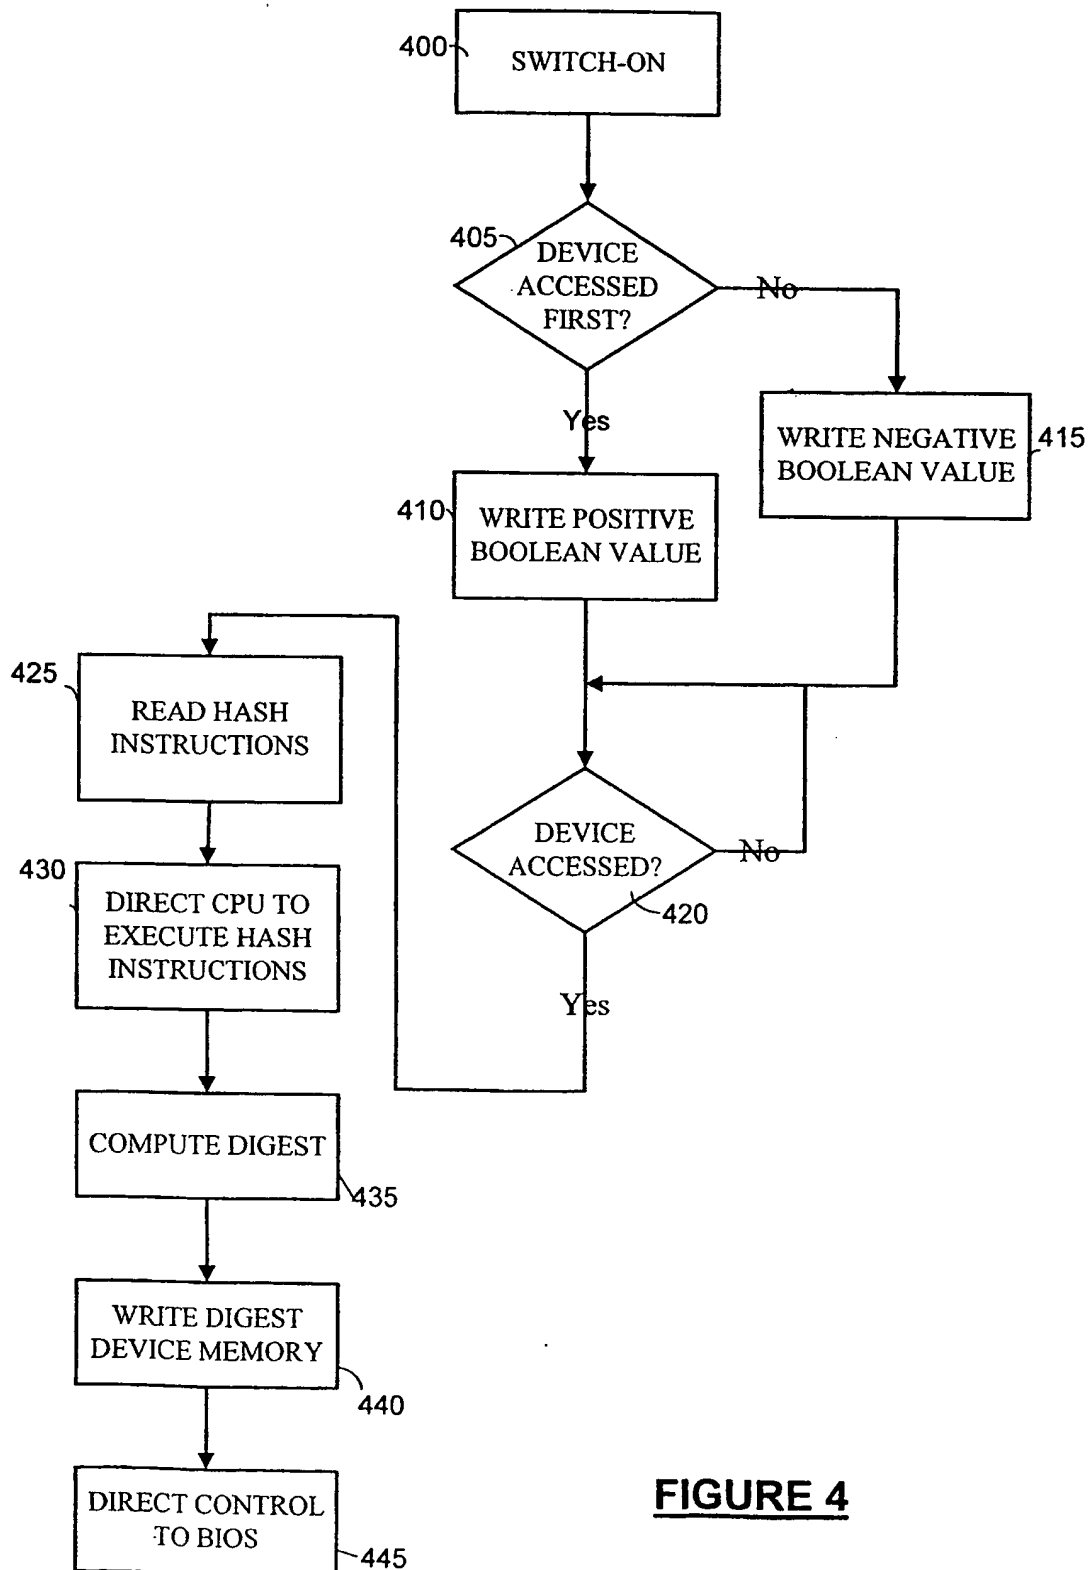 400
SWITCH-ON
405
DEVICE
ACCESSED
FIRST?
No
Yes
WRITE NEGATIVE
BOOLEAN VALUE
415
410
WRITE POSITIVE
BOOLEAN VALUE
425
READ HASH
INSTRUCTIONS
DEVICE
ACCESSED?
No
420
Yes
430
DIRECT CPU TO
EXECUTE HASH
INSTRUCTIONS
COMPUTE DIGEST
435
WRITE DIGEST
DEVICE MEMORY
440
DIRECT CONTROL
TO BIOS
445
FIGURE 4